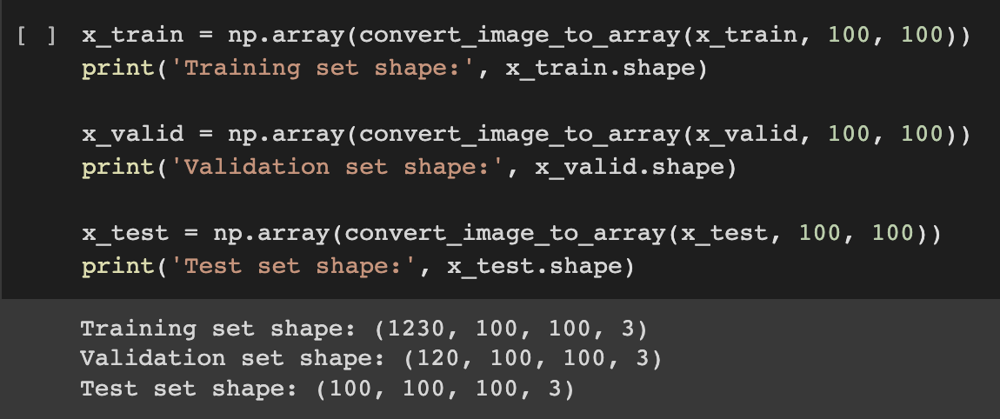 [ ] x_train = np.array(convert_image_to_array(x_train, 100, 100))
print('Training set shape:', x_train.shape)
x_valid = np.array(convert_image_to_array(x_valid, 100, 100))
print('Validation set shape:', x_valid.shape)
x_test = np.array(convert_image_to_array(x_test, 100, 100))
print('Test set shape:', x_test.shape)
Training set shape: (1230, 100, 100, 3)
Validation set shape: (120, 100, 100, 3)
Test set shape: (100, 100, 100, 3)